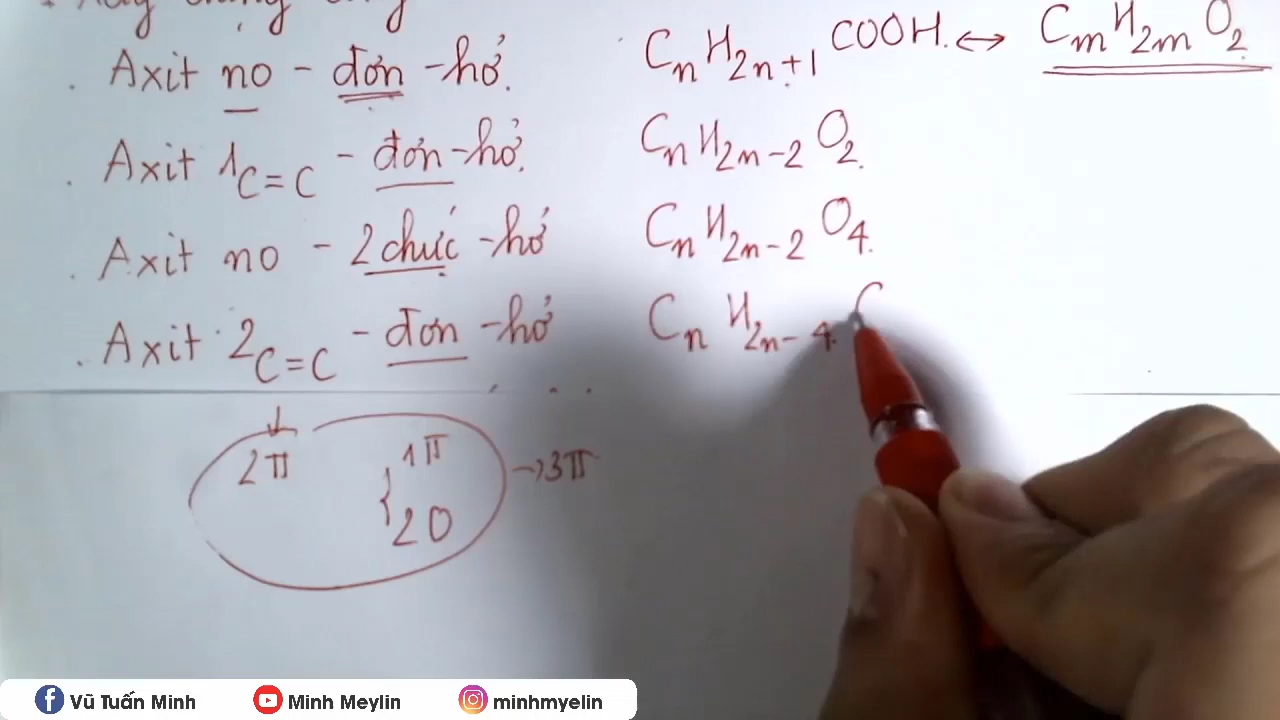 Axit no - đơn - hở. CnH2n+1COOH. ↔ CmH2mO2
. Axit 1C=C - đơn - hở. CnH2n-2O2.
. Axit no - 2 chức - hở CnH2n-2O4.
. Axit 2C=C - đơn - hở CnH2n-4
2π 1π → 3π
2O
Vũ Tuấn Minh Minh Meylin minhmyelin